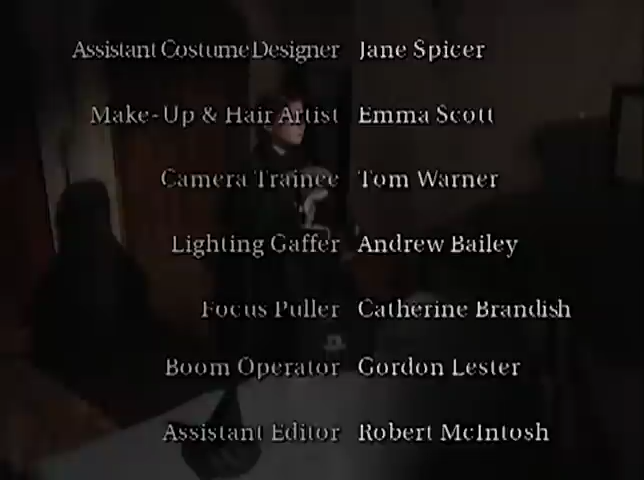 Assistant Costume Designer Jane Spicer
Make-Up & Hair Artist Emma Scott
Camera Trainee Tom Warner
Lighting Gaffer Andrew Bailey
Focus Puller Catherine Brandish
Boom Operator Gordon Lester
Assistant Editor Robert McIntosh